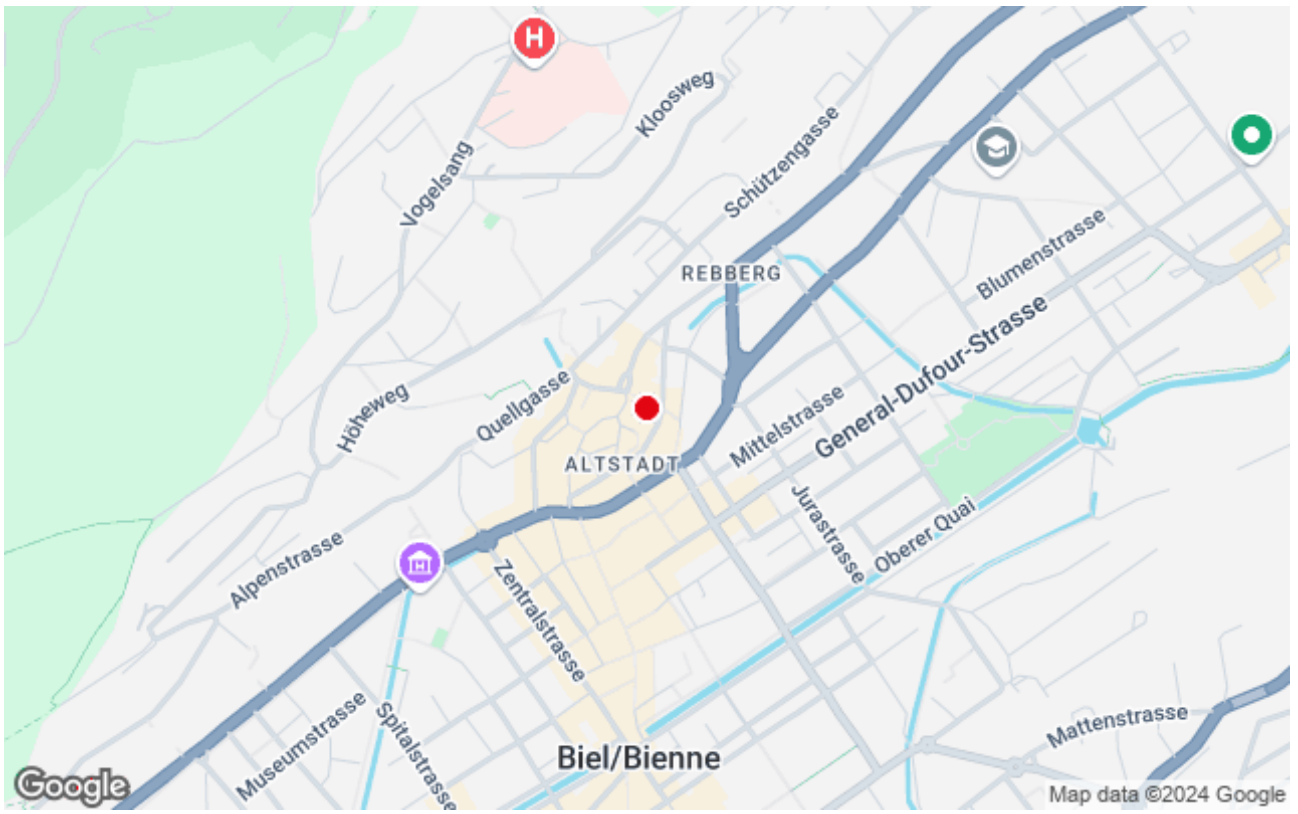 H
Kloosweg
Vogelsang
Schützengasse
REBBERG
Blumenstrasse
General-Dufour-Strasse
Höheweg
Quellgasse
Mittelstrasse
ALTSTADT
Jurastrasse
Oberer Quai
Alpenstrasse
Zentralstrasse
Museumstrasse
Spitalstrasse
Mattenstrasse
Biel/Bienne
Google
Map data ©2024 Google